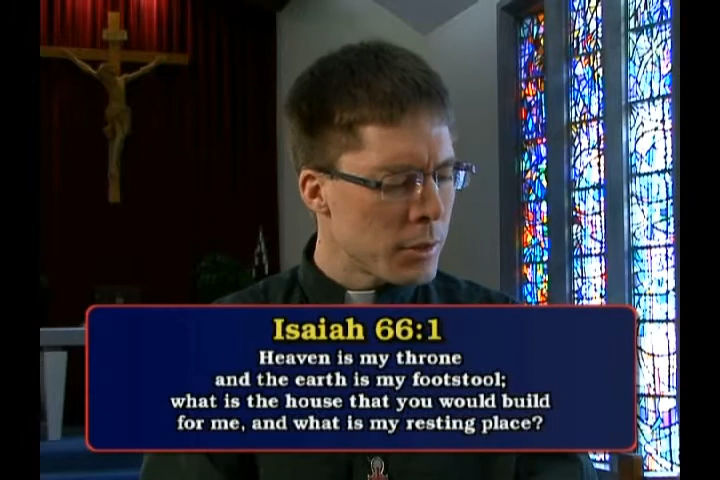 Isaiah 66:1
Heaven is my throne
and the earth is my footstool;
what is the house that you would build
for me, and what is my resting place?